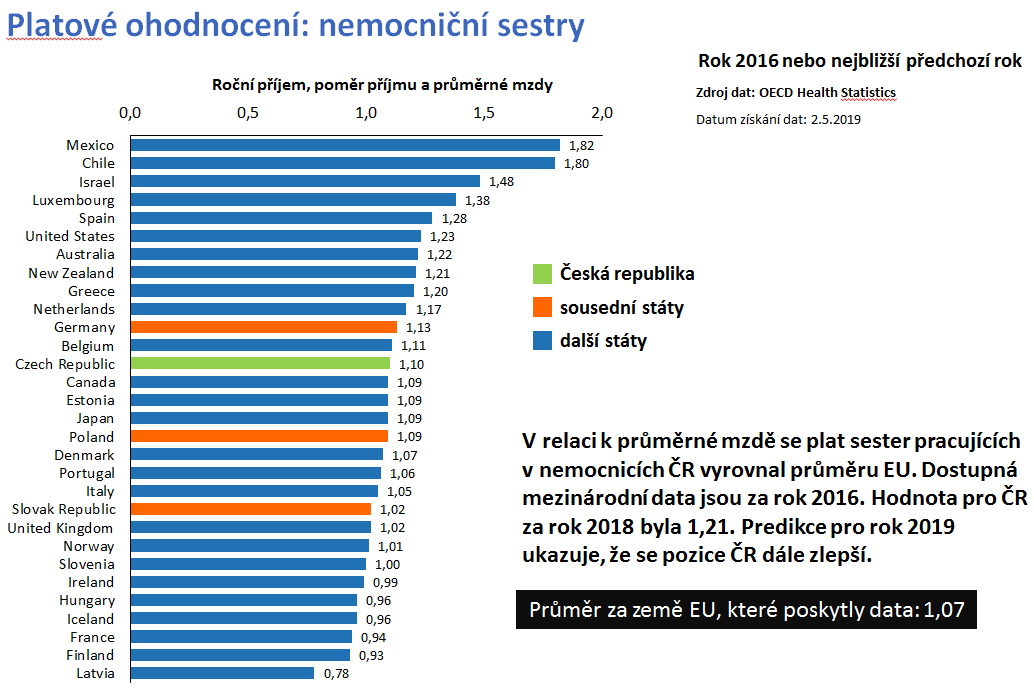 Platové ohodnocení: nemocniční sestry
Rok 2016 nebo nejbližší předchozí rok
Zdroj dat: OECD Health Statistics
Datum získání dat: 2.5.2019
Roční příjem, poměr příjmu a průměrné mzdy
0,0 0,5 1,0 1,5 2,0
Mexico 1,82
Chile 1,80
Israel 1,48
Luxembourg 1,38
Spain 1,28
United States 1,23
Australia 1,22
New Zealand 1,21
Greece 1,20
Netherlands 1,17
Germany 1,13
Belgium 1,11
Czech Republic 1,10
Canada 1,09
Estonia 1,09
Japan 1,09
Poland 1,09
Denmark 1,07
Portugal 1,06
Italy 1,05
Slovak Republic 1,02
United Kingdom 1,02
Norway 1,01
Slovenia 1,00
Ireland 0,99
Hungary 0,96
Iceland 0,96
France 0,94
Finland 0,93
Latvia 0,78
Česká republika
sousední státy
další státy
V relaci k průměrné mzdě se plat sester pracujících
v nemocnicích ČR vyrovnal průměru EU. Dostupná
mezinárodní data jsou za rok 2016. Hodnota pro ČR
za rok 2018 byla 1,21. Predikce pro rok 2019
ukazuje, že se pozice ČR dále zlepší.
Průměr za země EU, které poskytly data: 1,07